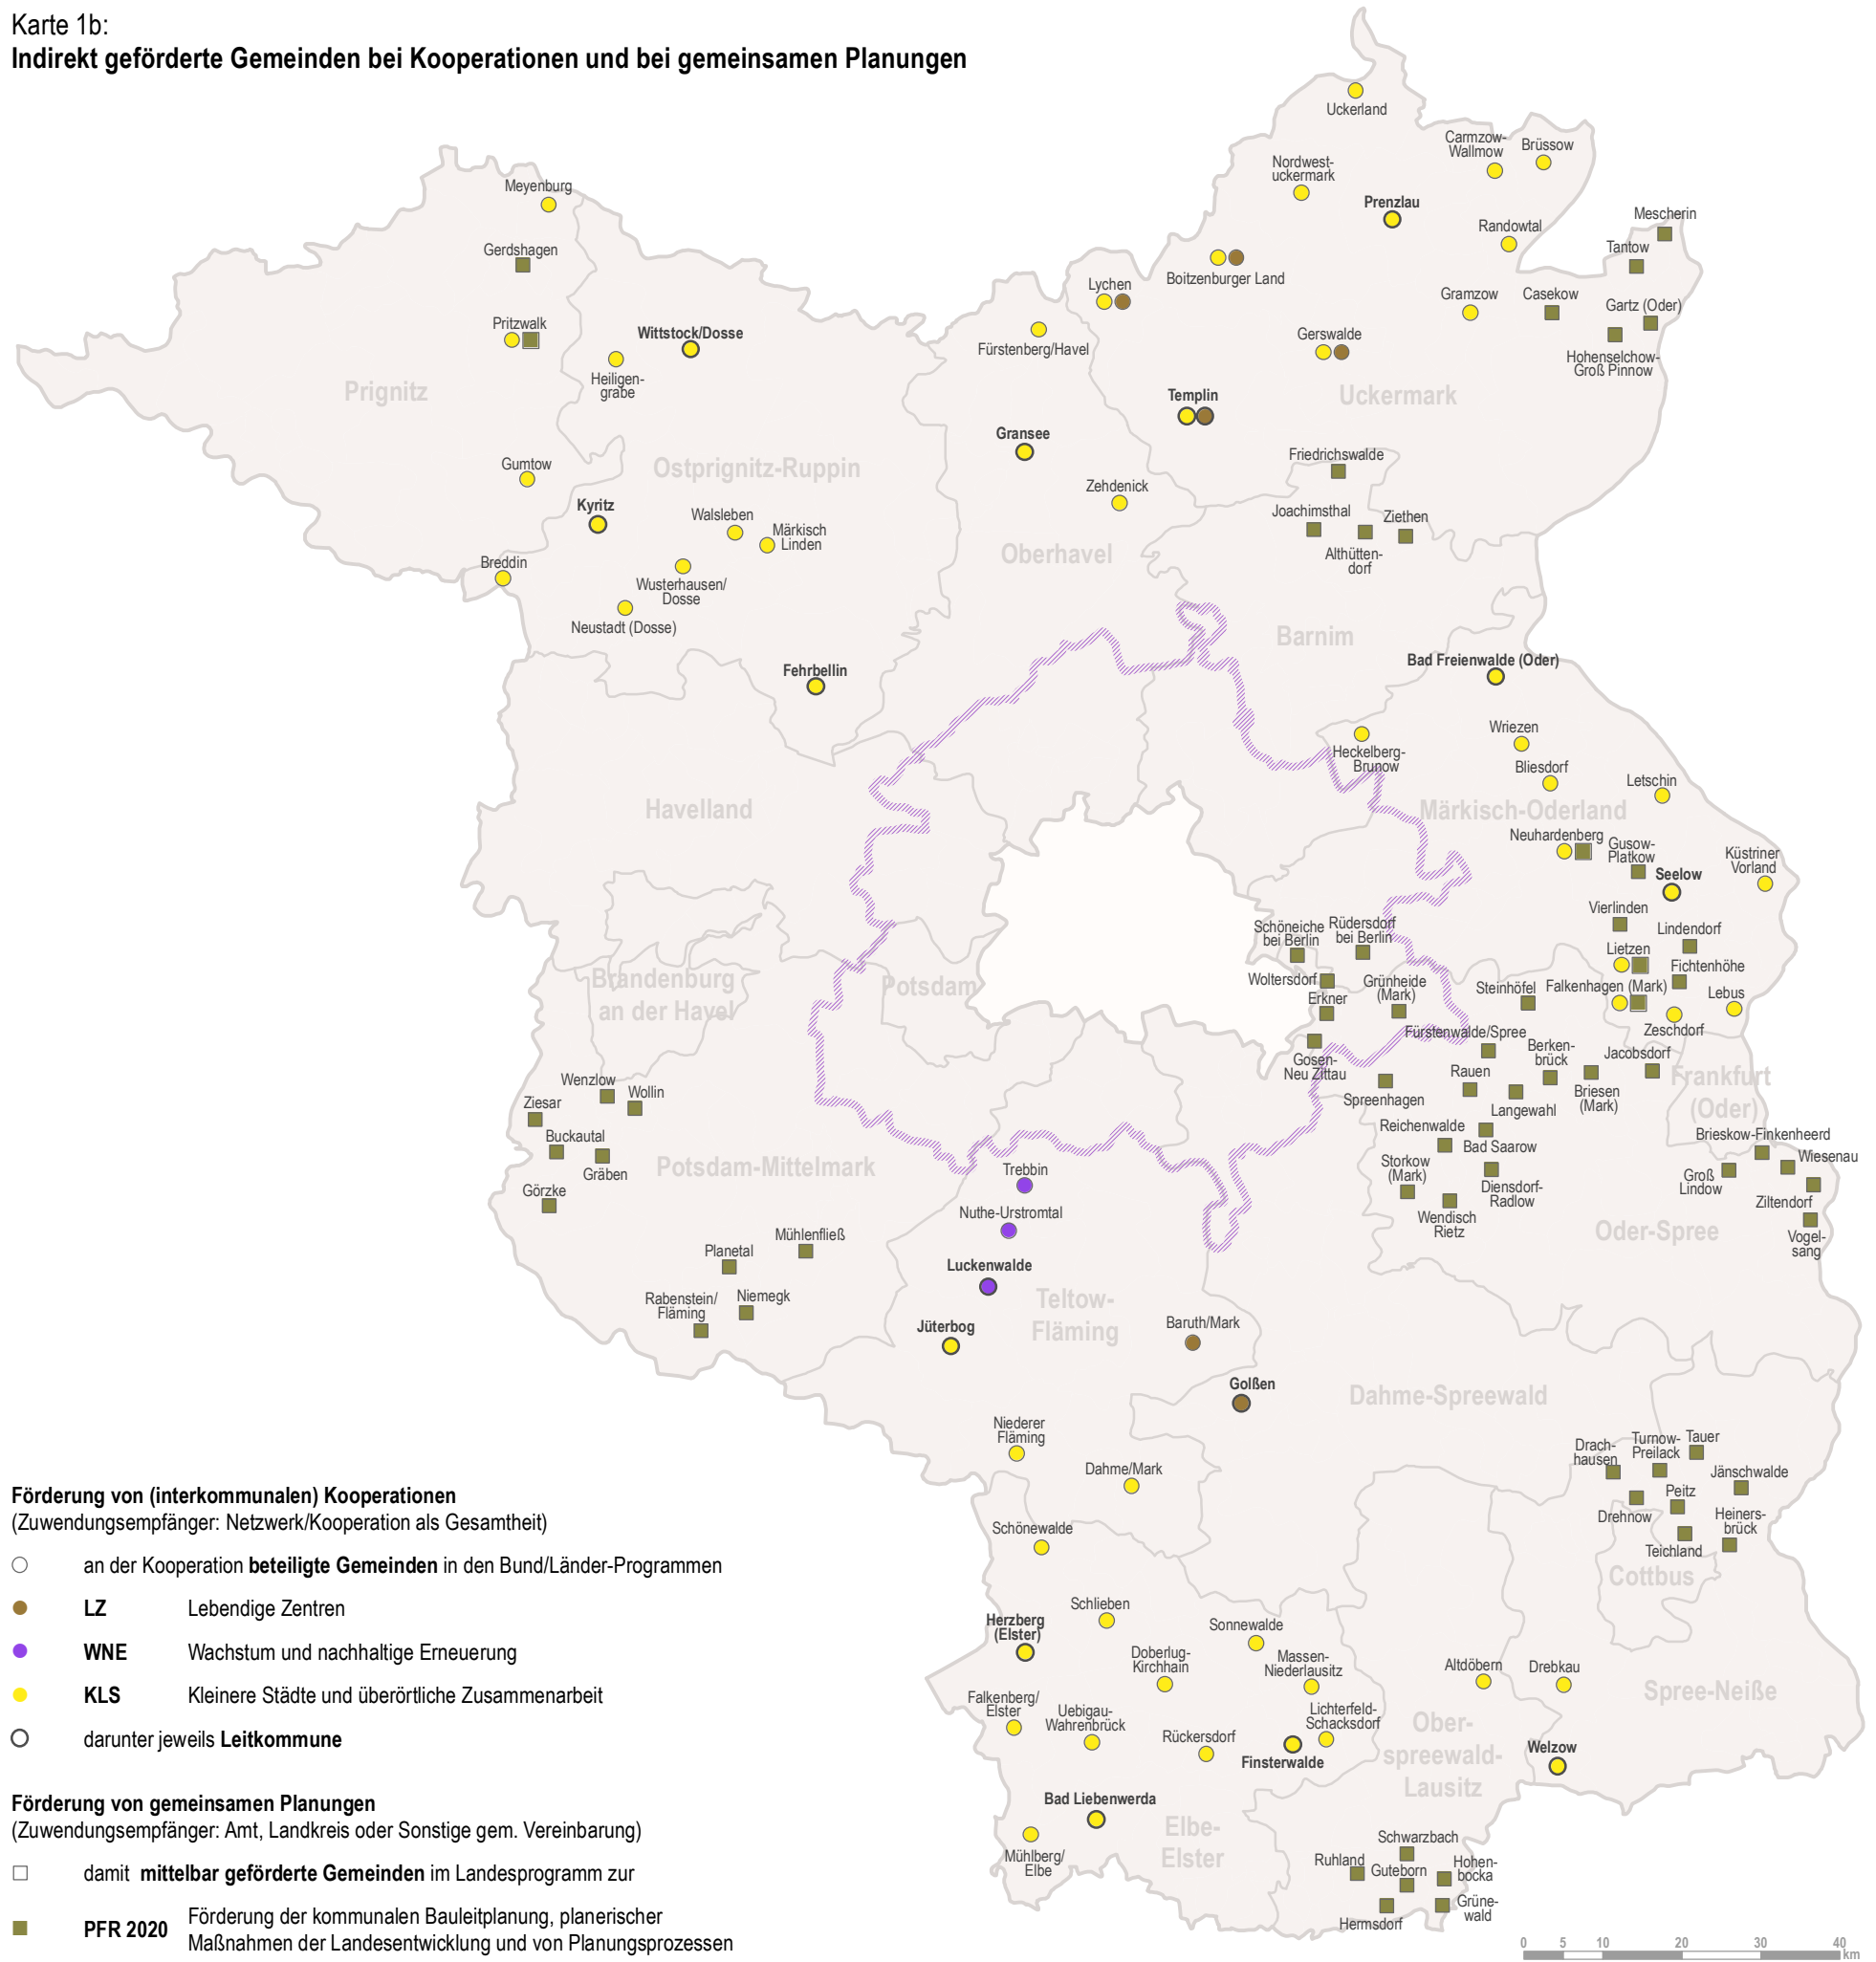 Karte 1b:
Indirekt geförderte Gemeinden bei Kooperationen und bei gemeinsamen Planungen
Uckerland
Carmzow-
Wallmow
Brüssow
Nordwest-
uckermark
Meyenburg
Prenzlau
Mescherin
Randowtal
Tantow
Gerdshagen
Boitzenburger Land
Lychen
Gramzow
Casekow
Gartz (Oder)
Pritzwalk
Wittstock/Dosse
Fürstenberg/Havel
Gerswalde
Hohenselchow-
Groß Pinnow
Heiligen-
grabe
Prignitz
Templin
Uckermark
Gransee
Friedrichswalde
Gumtow
Ostprignitz-Ruppin
Zehdenick
Kyritz
Walsleben
Märkisch
Linden
Joachimsthal
Ziethen
Althütten-
dorf
Oberhavel
Breddin
Wusterhausen/
Dosse
Neustadt (Dosse)
Barnim
Fehrbellin
Bad Freienwalde (Oder)
Wriezen
Heckelberg-
Brunow
Bliesdorf
Letschin
Havelland
Märkisch-Oderland
Neuhardenberg
Gusow-
Platkow
Küstriner
Vorland
Seelow
Vierlinden
Schöneiche
bei Berlin
Rüdersdorf
bei Berlin
Lindendorf
Lietzen
Fichtenhöhe
Woltersdorf
Grünheide
(Mark)
Steinhöfel
Falkenhagen (Mark)
Lebus
Brandenburg
an der Havel
Potsdam
Erkner
Zeschdorf
Fürstenwalde/Spree
Gosen-
Neu Zittau
Berken-
brück
Jacobsdorf
Rauen
Briesen
(Mark)
Frankfurt
(Oder)
Wenzlow
Wollin
Ziesar
Spreenhagen
Langewahl
Buckautal
Reichenwalde
Bad Saarow
Brieskow-Finkenheerd
Gräben
Potsdam-Mittelmark
Trebbin
Storkow
(Mark)
Wiesenau
Groß
Lindow
Görzke
Diensdorf-
Radlow
Ziltendorf
Nuthe-Urstromtal
Wendisch
Rietz
Oder-Spree
Vogel-
sang
Mühlenfließ
Planetal
Luckenwalde
Rabenstein/
Fläming
Niemegk
Teltow-
Fläming
Jüterbog
Baruth/Mark
Golßen
Dahme-Spreewald
Niederer
Fläming
Drach-
hausen
Turnow-
Preilack
Tauer
Dahme/Mark
Jänschwalde
Peitz
Drehnow
Heiners-
brück
Schönewalde
Teichland
Cottbus
Schlieben
Herzberg
(Elster)
Sonnewalde
Doberlug-
Kirchhain
Massen-
Niederlausitz
Altdöbern
Drebkau
Spree-Neiße
Falkenberg/
Elster
Uebigau-
Wahrenbrück
Lichterfeld-
Schacksdorf
Rückersdorf
Finsterwalde
Ober-
spreewald-
Lausitz
Welzow
Bad Liebenwerda
Elbe-
Elster
Mühlberg/
Elbe
Schwarzbach
Ruhland
Guteborn
Hohen-
bocka
Grüne-
wald
Hermsdorf
Förderung von (interkommunalen) Kooperationen
(Zuwendungsempfänger: Netzwerk/Kooperation als Gesamtheit)
an der Kooperation beteiligte Gemeinden in den Bund/Länder-Programmen
LZ Lebendige Zentren
WNE Wachstum und nachhaltige Erneuerung
KLS Kleinere Städte und überörtliche Zusammenarbeit
darunter jeweils Leitkommune
Förderung von gemeinsamen Planungen
(Zuwendungsempfänger: Amt, Landkreis oder Sonstige gem. Vereinbarung)
damit mittelbar geförderte Gemeinden im Landesprogramm zur
PFR 2020 Förderung der kommunalen Bauleitplanung, planerischer
Maßnahmen der Landesentwicklung und von Planungsprozessen
0 5 10 20 30 40
km